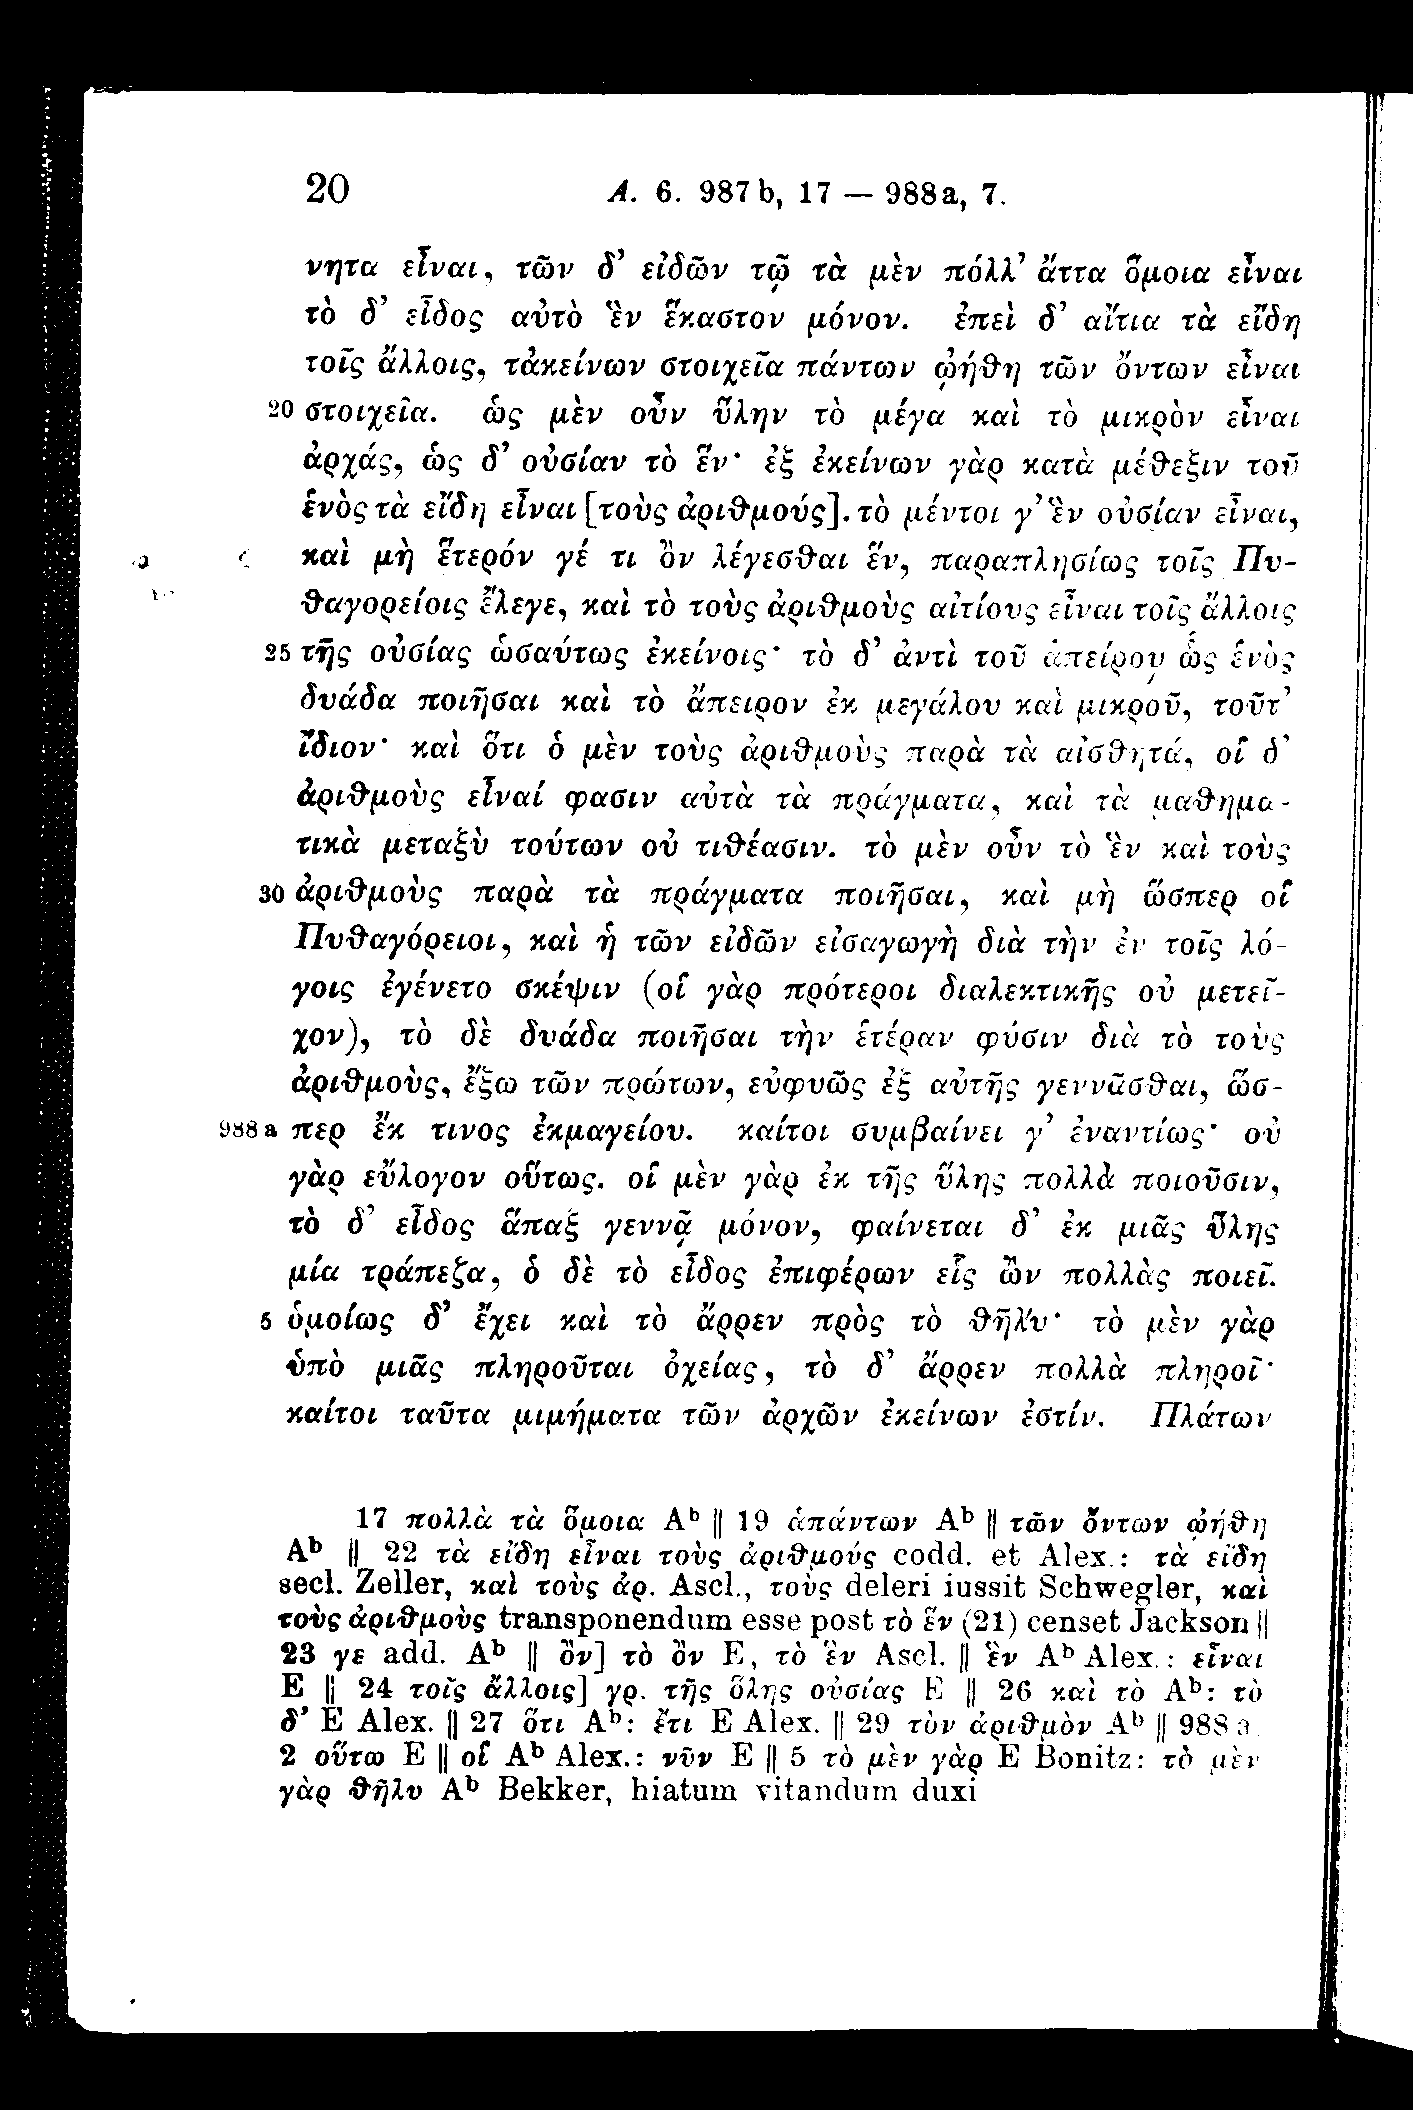 20 A. 6. 987b, 17 — 988a, 7.
νητα εἶναι, τῶν δ’ εἰδῶν τῷ τὰ μὲν πόλλ’ ἄττα ὅμοια εἶναι
τὸ δ’ εἶδος αὐτὸ ἓν ἕκαστον μόνον. ἐπεὶ δ’ αἴτια τὰ εἴδη
τοῖς ἄλλοις, τἀκείνων στοιχεῖα πάντων ᾠήθη τῶν ὄντων εἶναι
20 στοιχεῖα. ὡς μὲν οὖν ὕλην τὸ μέγα καὶ τὸ μικρὸν εἶναι
ἀρχάς, ὡς δ’ οὐσίαν τὸ ἕν· ἐξ ἐκείνων γὰρ κατὰ μέθεξιν τοῦ
ἑνὸς τὰ εἴδη εἶναι [τοὺς ἀριθμούς]. τὸ μέντοι γ’ ἓν οὐσίαν εἶναι,
καὶ μὴ ἕτερόν γέ τι ὂν λέγεσθαι ἕν, παραπλησίως τοῖς Πυ-
θαγορείοις ἔλεγε, καὶ τὸ τοὺς ἀριθμοὺς αἰτίους εἶναι τοῖς ἄλλοις
25 τῆς οὐσίας ὡσαύτως ἐκείνοις· τὸ δ’ ἀντὶ τοῦ ἀπείρου ὡς ἑνὸς
δυάδα ποιῆσαι καὶ τὸ ἄπειρον ἐκ μεγάλου καὶ μικροῦ, τοῦτ’
ἴδιον· καὶ ὅτι ὁ μὲν τοὺς ἀριθμοὺς παρὰ τὰ αἰσθητά, οἱ δ’
ἀριθμοὺς εἶναί φασιν αὐτὰ τὰ πράγματα, καὶ τὰ μαθημα-
τικὰ μεταξὺ τούτων οὐ τιθέασιν. τὸ μὲν οὖν τὸ ἓν καὶ τοὺς
30 ἀριθμοὺς παρὰ τὰ πράγματα ποιῆσαι, καὶ μὴ ὥσπερ οἱ
Πυθαγόρειοι, καὶ ἡ τῶν εἰδῶν εἰσαγωγὴ διὰ τὴν ἐν τοῖς λό-
γοις ἐγένετο σκέψιν (οἱ γὰρ πρότεροι διαλεκτικῆς οὐ μετεῖ-
χον), τὸ δὲ δυάδα ποιῆσαι τὴν ἑτέραν φύσιν διὰ τὸ τοὺς
ἀριθμούς, ἔξω τῶν πρώτων, εὐφυῶς ἐξ αὐτῆς γεννᾶσθαι, ὥσ-
988a περ ἔκ τινος ἐκμαγείου. καίτοι συμβαίνει γ’ ἐναντίως· οὐ
γὰρ εὔλογον οὕτως. οἱ μὲν γὰρ ἐκ τῆς ὕλης πολλὰ ποιοῦσιν,
τὸ δ’ εἶδος ἅπαξ γεννᾷ μόνον, φαίνεται δ’ ἐκ μιᾶς ὕλης
μία τράπεζα, ὁ δὲ τὸ εἶδος ἐπιφέρων εἷς ὢν πολλὰς ποιεῖ.
5 ὁμοίως δ’ ἔχει καὶ τὸ ἄρρεν πρὸς τὸ θῆλυ· τὸ μὲν γὰρ
ὑπὸ μιᾶς πληροῦται ὀχείας, τὸ δ’ ἄρρεν πολλὰ πληροῖ·
καίτοι ταῦτα μιμήματα τῶν ἀρχῶν ἐκείνων ἐστίν. Πλάτων
17 πολλὰ τὰ ὅμοια Aᵇ || 19 ἁπάντων Aᵇ || τῶν ὄντων ᾠήθη
Aᵇ || 22 τὰ εἴδη εἶναι τοὺς ἀριθμούς codd. et Alex.: τὰ εἴδη
secl. Zeller, καὶ τοὺς ἀρ. Ascl., τοὺς deleri iussit Schwegler, καὶ
τοὺς ἀριθμοὺς transponendum esse post τὸ ἕν (21) censet Jackson ||
23 γε add. Aᵇ || ὂν] τὸ ὂν E, τὸ ἓν Ascl. || ἓν Aᵇ Alex.: εἶναι
E || 24 τοῖς ἄλλοις] γρ. τῆς ὅλης οὐσίας E || 26 καὶ τὸ Aᵇ: τὸ
δ’ E Alex. || 27 ὅτι Aᵇ: ἔτι E Alex. || 29 τὸν ἀριθμὸν Aᵇ || 988a
2 οὕτω E || οἱ Aᵇ Alex.: νῦν E || 5 τὸ μὲν γὰρ E Bonitz: τὸ μὲν
γὰρ θῆλυ Aᵇ Bekker, hiatum vitandum duxi